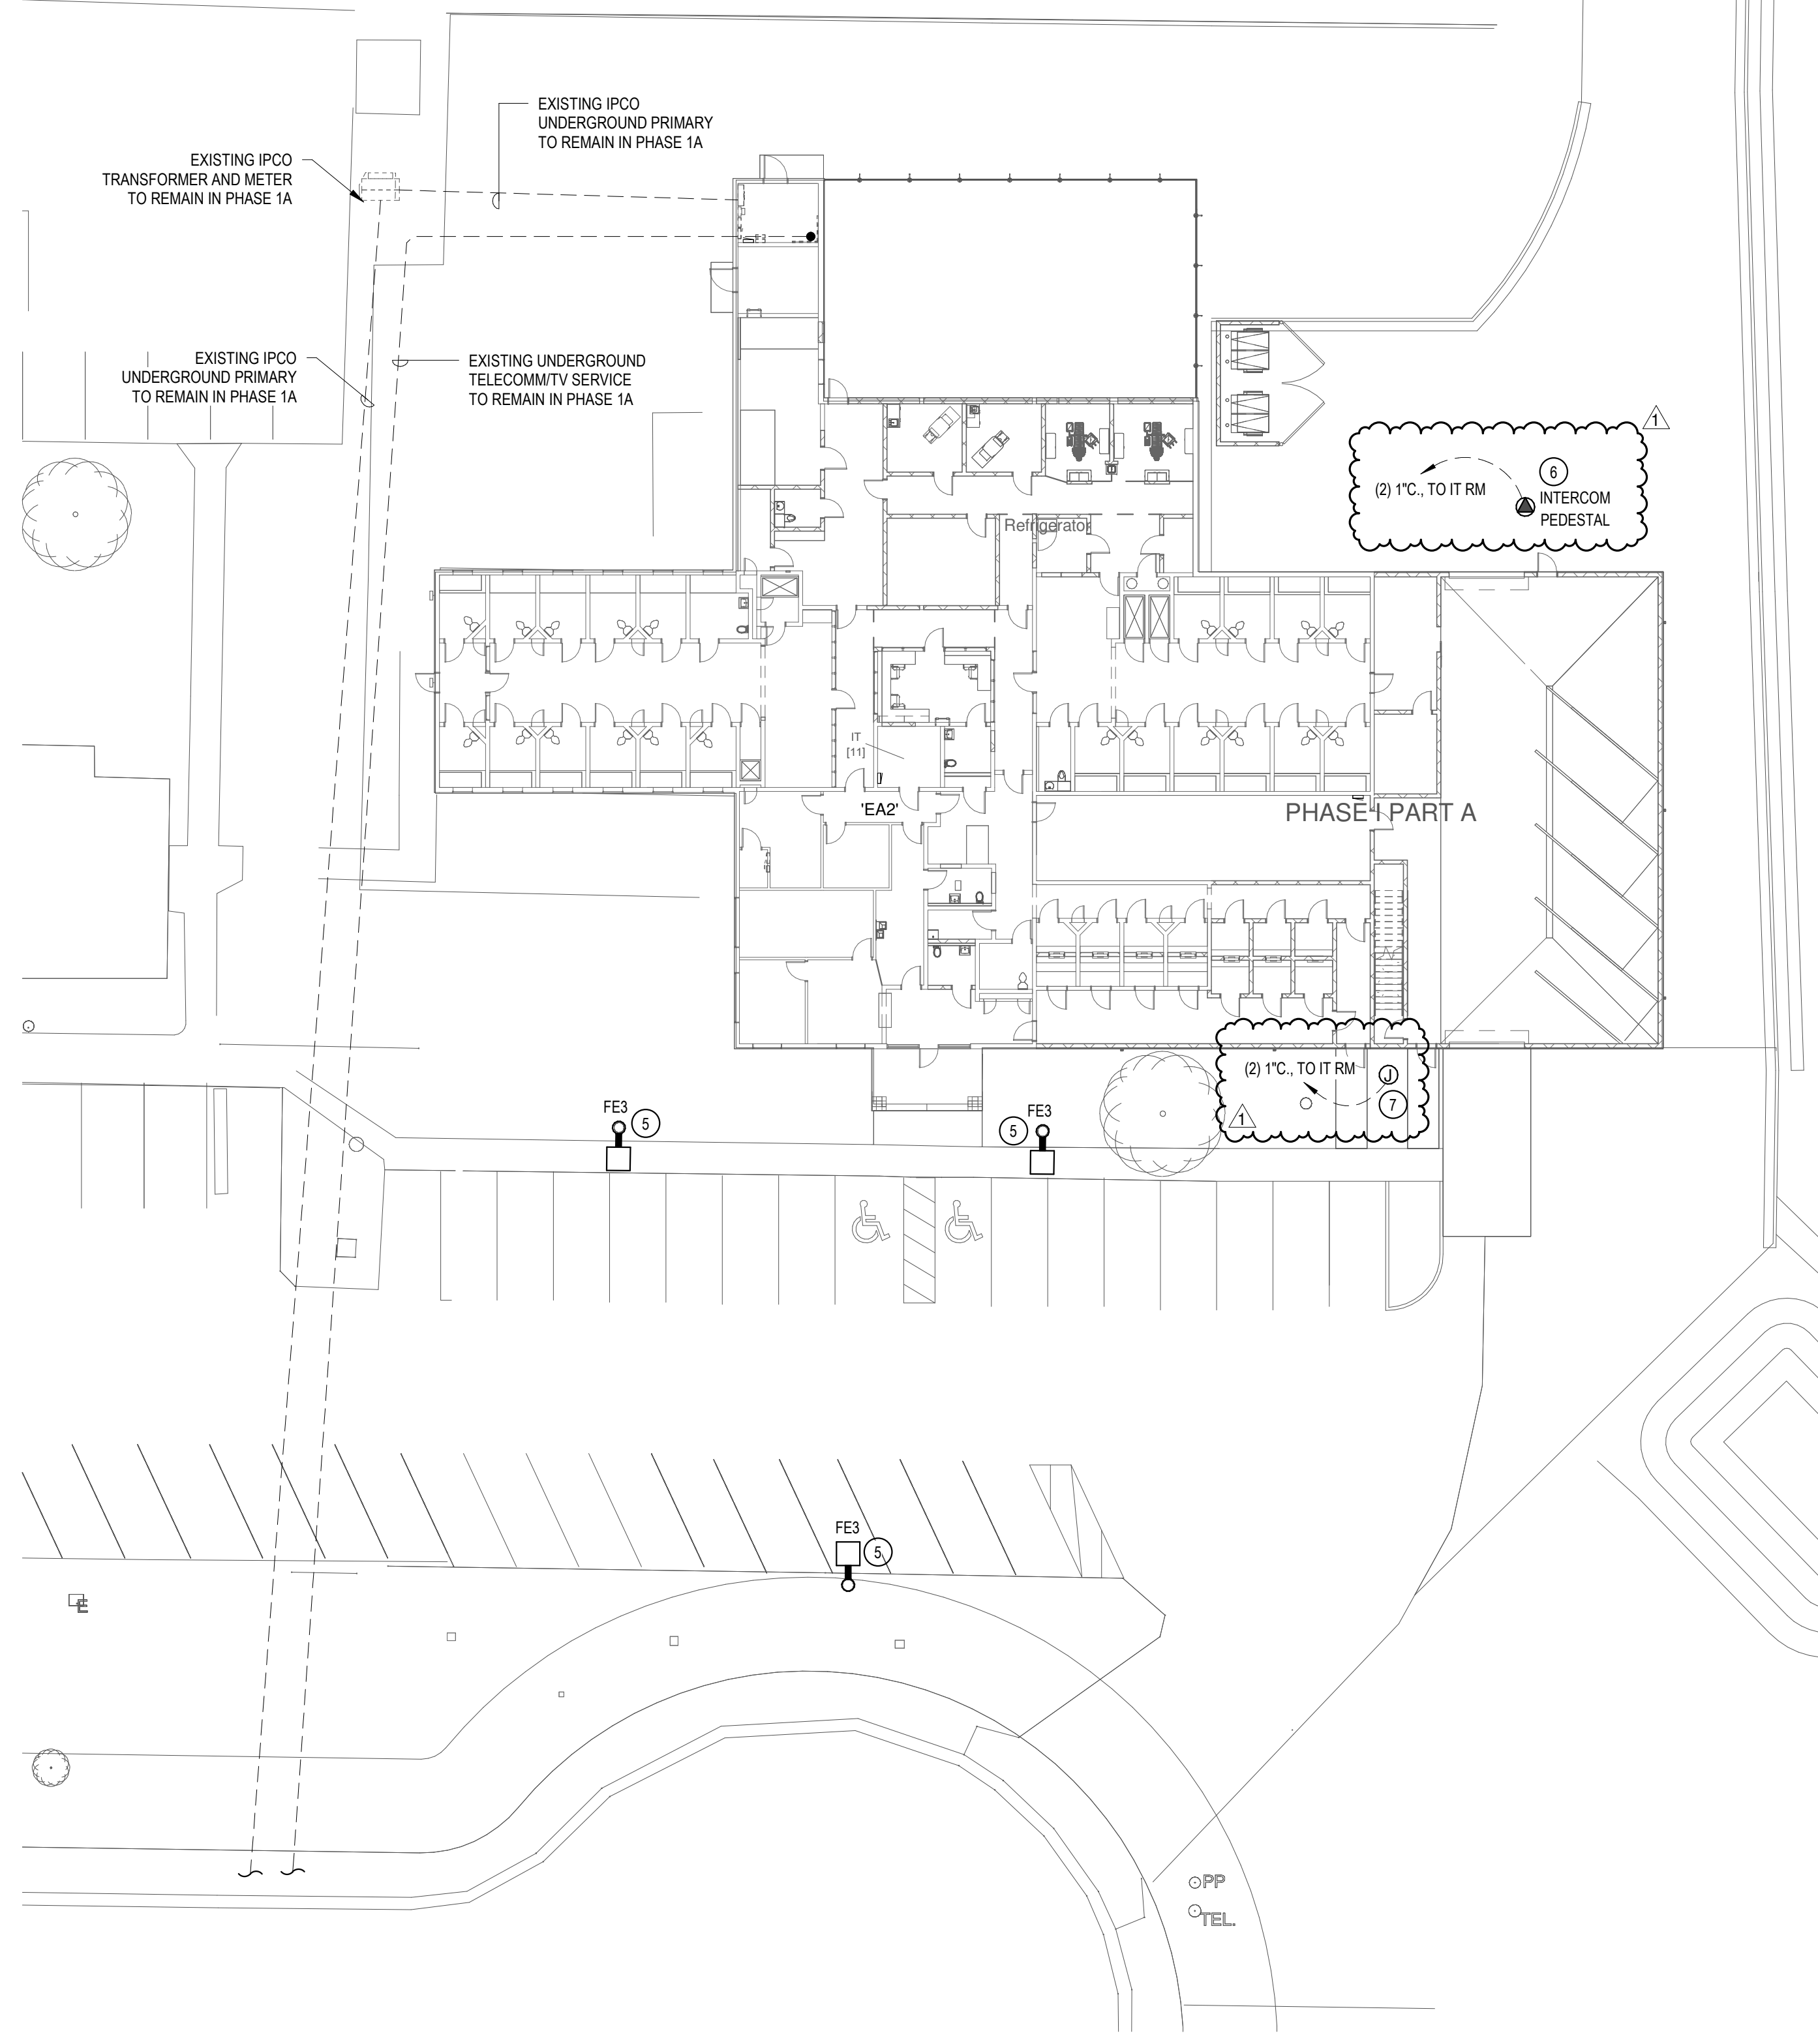 EXISTING IPCO
UNDERGROUND PRIMARY
TO REMAIN IN PHASE 1A
EXISTING IPCO
TRANSFORMER AND METER
TO REMAIN IN PHASE 1A
EXISTING IPCO
UNDERGROUND PRIMARY
TO REMAIN IN PHASE 1A
EXISTING UNDERGROUND
TELECOMM/TV SERVICE
TO REMAIN IN PHASE 1A
1
6
(2) 1"C., TO IT RM
INTERCOM
PEDESTAL
Refrigerator
IT
[11]
'EA2'
PHASE I PART A
(2) 1"C., TO IT RM
J
7
1
FE3
5
FE3
5
FE3
5
E
PP
TEL.